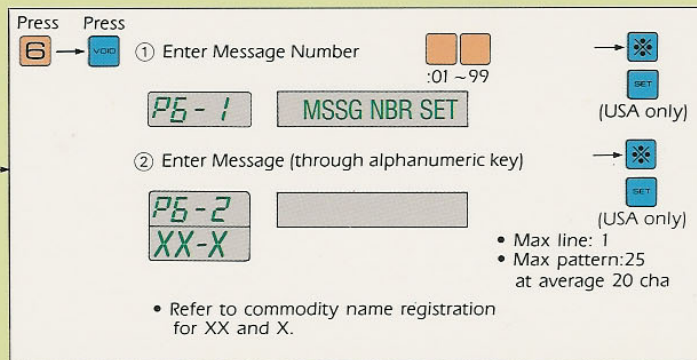 Press Press
6 → VOID ① Enter Message Number → ※
:01 ~ 99
SET
P6-1 MSSG NBR SET (USA only)
② Enter Message (through alphanumeric key) → ※
SET
P6-2 (USA only)
XX-X
• Max line: 1
• Max pattern:25
at average 20 cha
• Refer to commodity name registration
for XX and X.